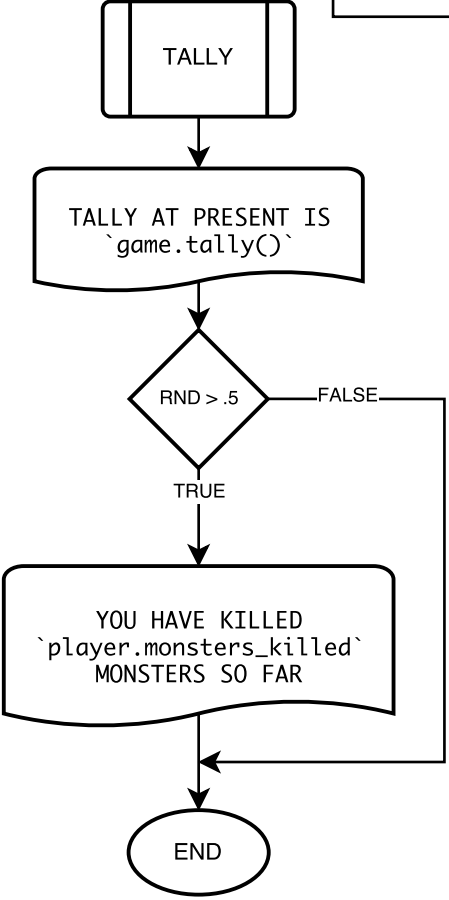 TALLY
TALLY AT PRESENT IS
`game.tally()`
RND > .5
FALSE
TRUE
YOU HAVE KILLED
`player.monsters_killed`
MONSTERS SO FAR
END